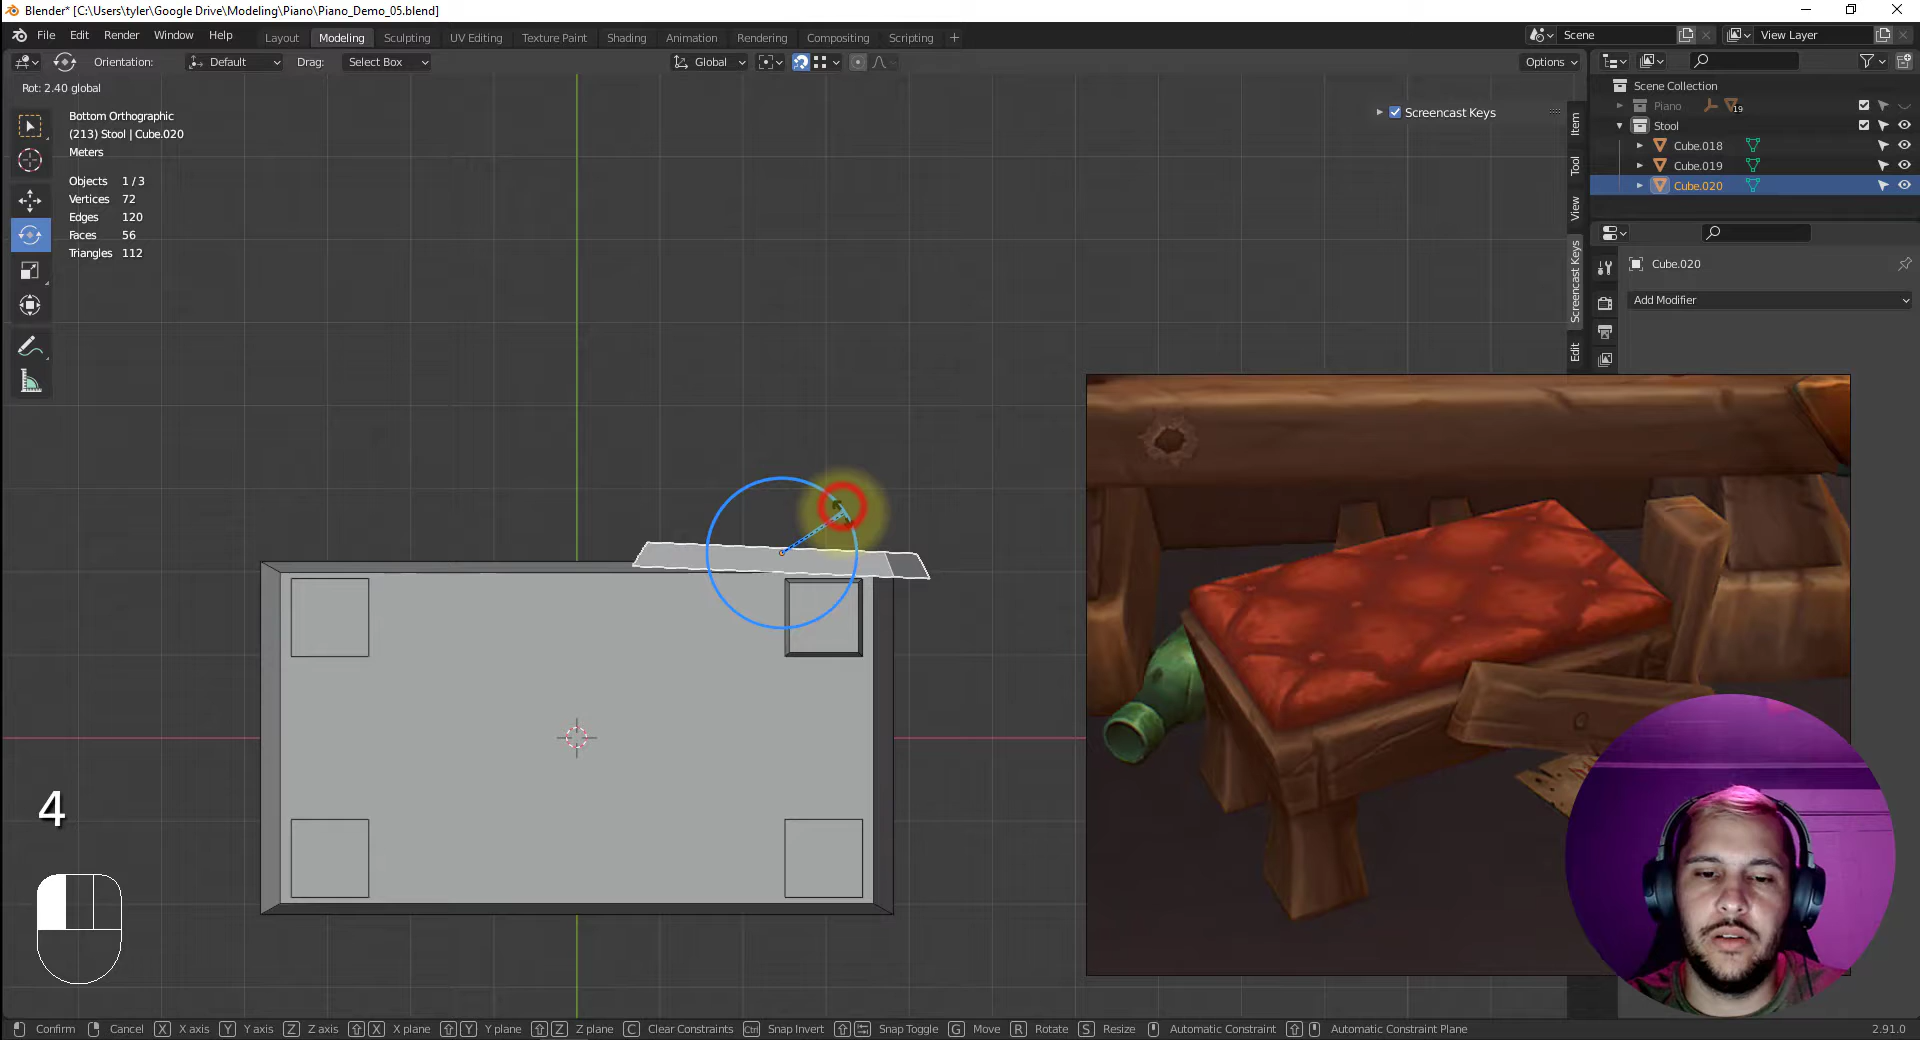 Blender* [C:\Users\tyler\Google Drive\Modeling\Piano\Piano_Demo_05.blend]
File Edit Render Window Help Layout Modeling Sculpting UV Editing Texture Paint Shading Animation Rendering Compositing Scripting + Scene View Layer
Orientation: Default Drag: Select Box Global Options
Rot: 2.40 global
Bottom Orthographic
(213) Stool | Cube.020
Meters
Objects 1 / 3
Vertices 72
Edges 120
Faces 56
Triangles 112
Screencast Keys
Item
Tool
View
Screencast Keys
Edit
Scene Collection
Piano 19
Stool
Cube.018
Cube.019
Cube.020
Cube.020
Add Modifier
4
Confirm Cancel X X axis Y Y axis Z Z axis X X plane Y Y plane Z Z plane C Clear Constraints Ctrl Snap Invert Snap Toggle G Move R Rotate S Resize Automatic Constraint Automatic Constraint Plane 2.91.0